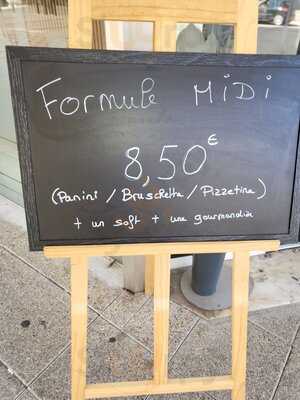 Formule MiDi
8,50€
(Panini / Bruschetta / Pizzetina)
+ un soft + une gourmandise